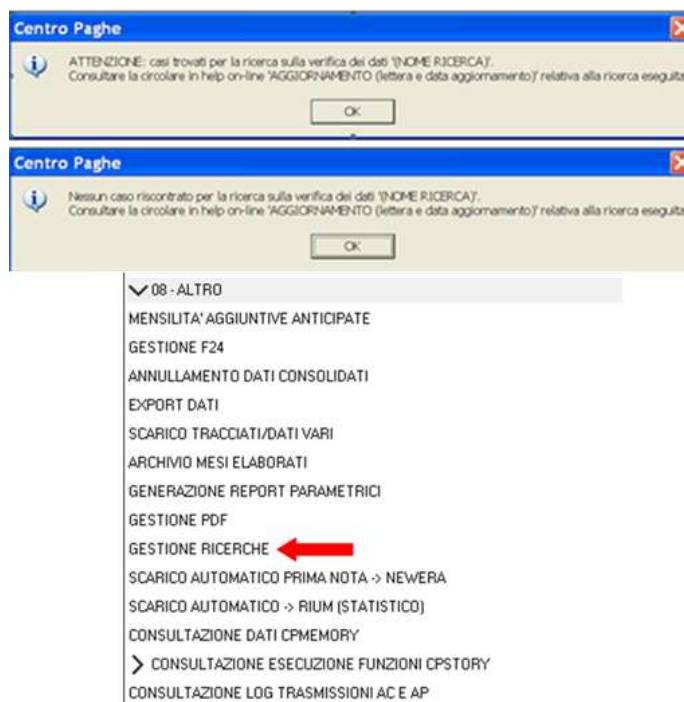 Centro Paghe
ATTENZIONE: casi trovati per la ricerca sulla verifica dei dati '(NOME RICERCA)'.
Consultare la circolare in help on-line 'AGGIORNAMENTO (lettera e data aggiornamento)' relativa alla ricerca eseguita
OK
Centro Paghe
Nessun caso riscontrato per la ricerca sulla verifica dei dati '(NOME RICERCA)'.
Consultare la circolare in help on-line 'AGGIORNAMENTO (lettera e data aggiornamento)' relativa alla ricerca eseguita
OK
08 - ALTRO
MENSILITA' AGGIUNTIVE ANTICIPATE
GESTIONE F24
ANNULLAMENTO DATI CONSOLIDATI
EXPORT DATI
SCARICO TRACCIATI/DATI VARI
ARCHIVIO MESI ELABORATI
GENERAZIONE REPORT PARAMETRICI
GESTIONE PDF
GESTIONE RICERCHE
SCARICO AUTOMATICO PRIMA NOTA -> NEWERA
SCARICO AUTOMATICO -> RIUM (STATISTICO)
CONSULTAZIONE DATI CPMEMORY
CONSULTAZIONE ESECUZIONE FUNZIONI CPSTORY
CONSULTAZIONE LOG TRASMISSIONI AC E AP